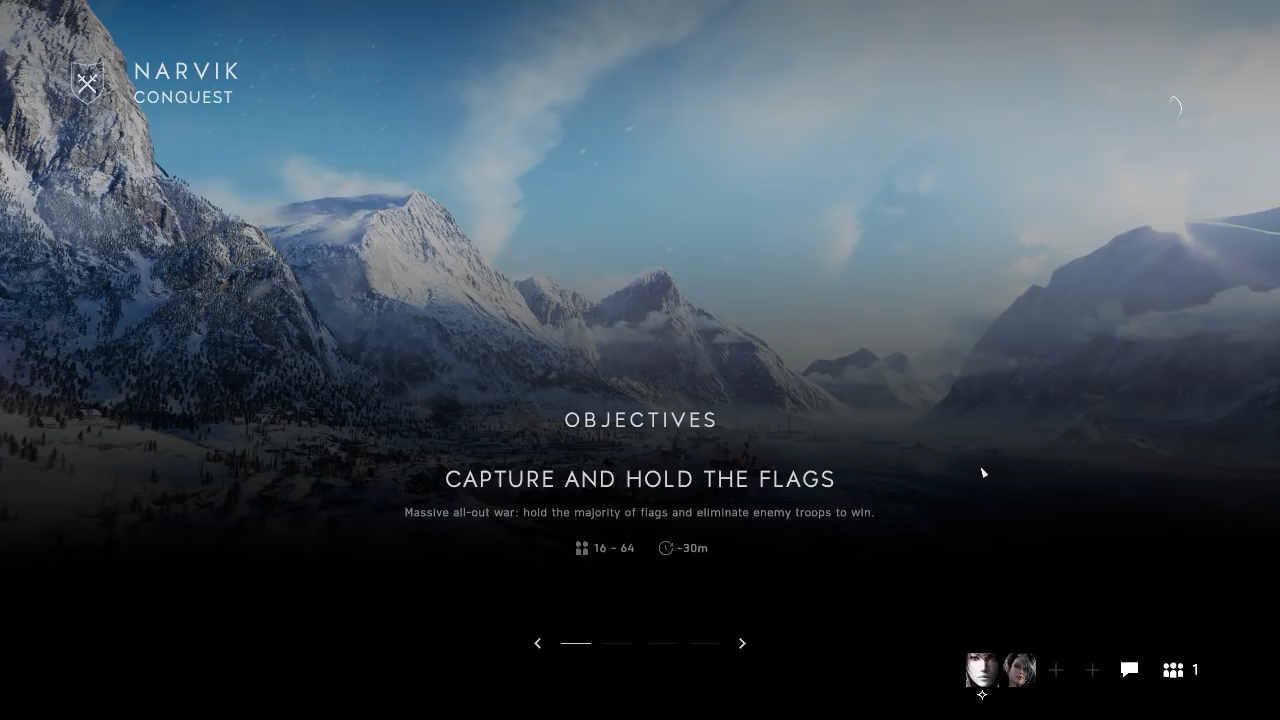 NARVIK
CONQUEST
OBJECTIVES
CAPTURE AND HOLD THE FLAGS
Massive all-out war: hold the majority of flags and eliminate enemy troops to win.
16 - 64 ~30m
1